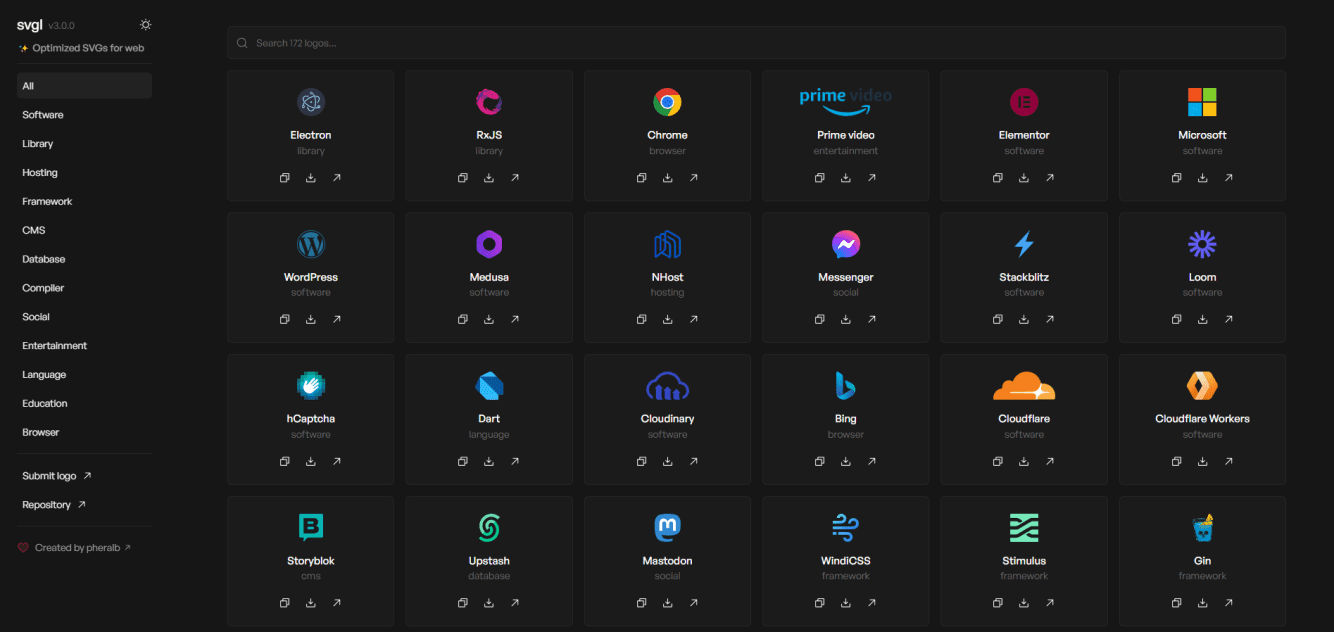 svgl v3.0.0
✨ Optimized SVGs for web
All
Software
Library
Hosting
Framework
CMS
Database
Compiler
Social
Entertainment
Language
Education
Browser
Submit logo
Repository
Created by pheralb
Search 172 logos...
prime video
Electron
library
RxJS
library
Chrome
browser
Prime video
entertainment
Elementor
software
Microsoft
software
WordPress
software
Medusa
software
NHost
hosting
Messenger
social
Stackblitz
software
Loom
software
hCaptcha
software
Dart
language
Cloudinary
software
Bing
browser
Cloudflare
software
Cloudflare Workers
software
Storyblok
cms
Upstash
database
Mastodon
social
WindiCSS
framework
Stimulus
framework
Gin
framework